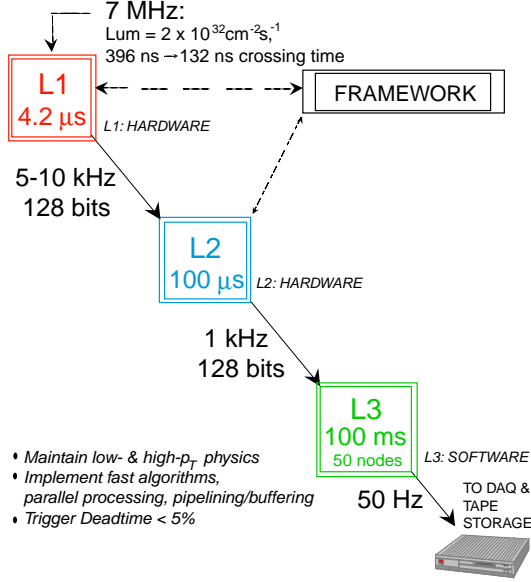 7 MHz:
Lum = 2 x 10³²cm⁻²s,⁻¹
396 ns → 132 ns crossing time
L1
4.2 μs
L1: HARDWARE
FRAMEWORK
5-10 kHz
128 bits
L2
100 μs
L2: HARDWARE
1 kHz
128 bits
L3
100 ms
50 nodes
L3: SOFTWARE
• Maintain low- & high-p_T physics
• Implement fast algorithms,
parallel processing, pipelining/buffering
• Trigger Deadtime < 5%
50 Hz
TO DAQ &
TAPE
STORAGE